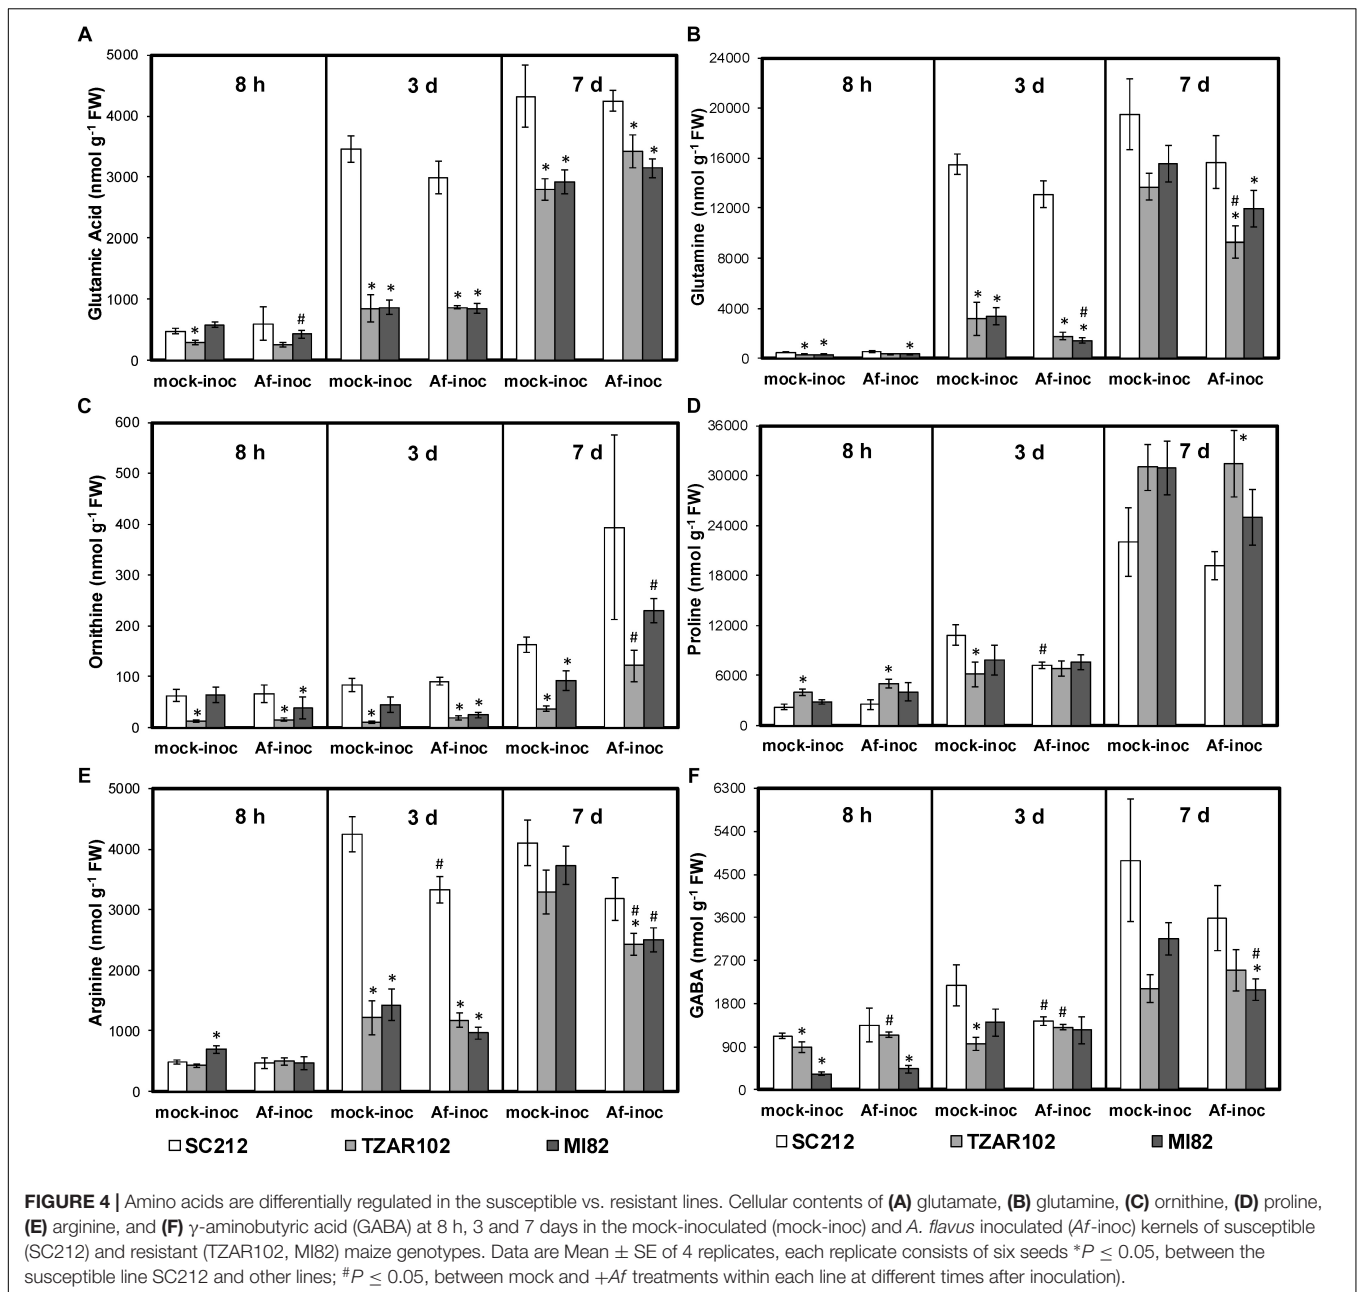 A
5000
4000
3000
2000
1000
0
Glutamic Acid (nmol g⁻¹ FW)
8 h
3 d
7 d
*
#
* *
* *
* *
* *
mock-inoc Af-inoc mock-inoc Af-inoc mock-inoc Af-inoc
B
24000
20000
16000
12000
8000
4000
0
Glutamine (nmol g⁻¹ FW)
8 h
3 d
7 d
* *
*
* *
* # *
# * *
mock-inoc Af-inoc mock-inoc Af-inoc mock-inoc Af-inoc
C
600
500
400
300
200
100
0
Ornithine (nmol g⁻¹ FW)
8 h
3 d
7 d
*
* *
*
* *
* *
# #
mock-inoc Af-inoc mock-inoc Af-inoc mock-inoc Af-inoc
D
36000
30000
24000
18000
12000
6000
0
Proline (nmol g⁻¹ FW)
8 h
3 d
7 d
*
*
*
#
*
mock-inoc Af-inoc mock-inoc Af-inoc mock-inoc Af-inoc
E
5000
4000
3000
2000
1000
0
Arginine (nmol g⁻¹ FW)
8 h
3 d
7 d
*
* *
# * *
# * #
mock-inoc Af-inoc mock-inoc Af-inoc mock-inoc Af-inoc
SC212 TZAR102 MI82
F
6300
5400
4500
3600
2700
1800
900
0
GABA (nmol g⁻¹ FW)
8 h
3 d
7 d
* *
# *
*
# #
# *
mock-inoc Af-inoc mock-inoc Af-inoc mock-inoc Af-inoc
SC212 TZAR102 MI82
FIGURE 4 | Amino acids are differentially regulated in the susceptible vs. resistant lines. Cellular contents of (A) glutamate, (B) glutamine, (C) ornithine, (D) proline,
(E) arginine, and (F) γ-aminobutyric acid (GABA) at 8 h, 3 and 7 days in the mock-inoculated (mock-inoc) and A. flavus inoculated (Af-inoc) kernels of susceptible
(SC212) and resistant (TZAR102, MI82) maize genotypes. Data are Mean ± SE of 4 replicates, each replicate consists of six seeds *P ≤ 0.05, between the
susceptible line SC212 and other lines; #P ≤ 0.05, between mock and +Af treatments within each line at different times after inoculation).